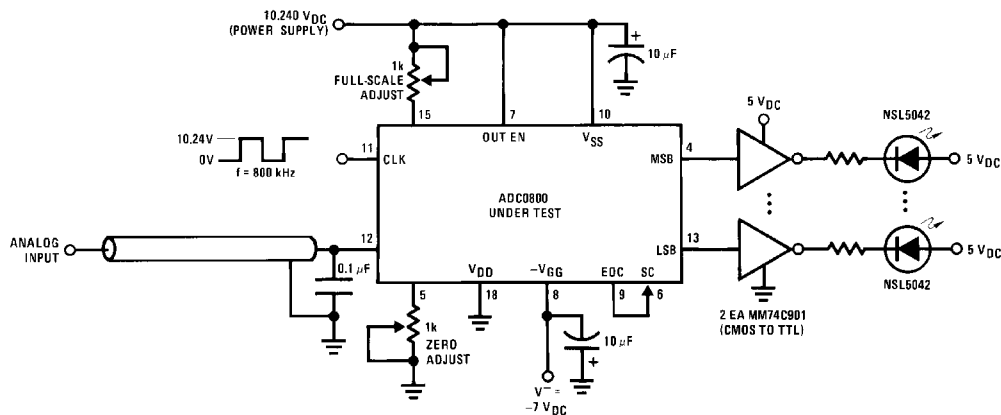 10.240 VDC
(POWER SUPPLY)
1k
FULL-SCALE
ADJUST
+
10 μF
15
7
10
OUT EN
VSS
5 VDC
NSL5042
10.24V
0V
f = 800 kHz
11
CLK
MSB
4
5 VDC
ADC0800
UNDER TEST
ANALOG
INPUT
12
0.1 μF
LSB
13
5 VDC
NSL5042
VDD
-VGG
EOC
SC
5
18
8
9
6
2 EA MM74C901
(CMOS TO TTL)
1k
ZERO
ADJUST
10 μF
+
V− =
-7 VDC